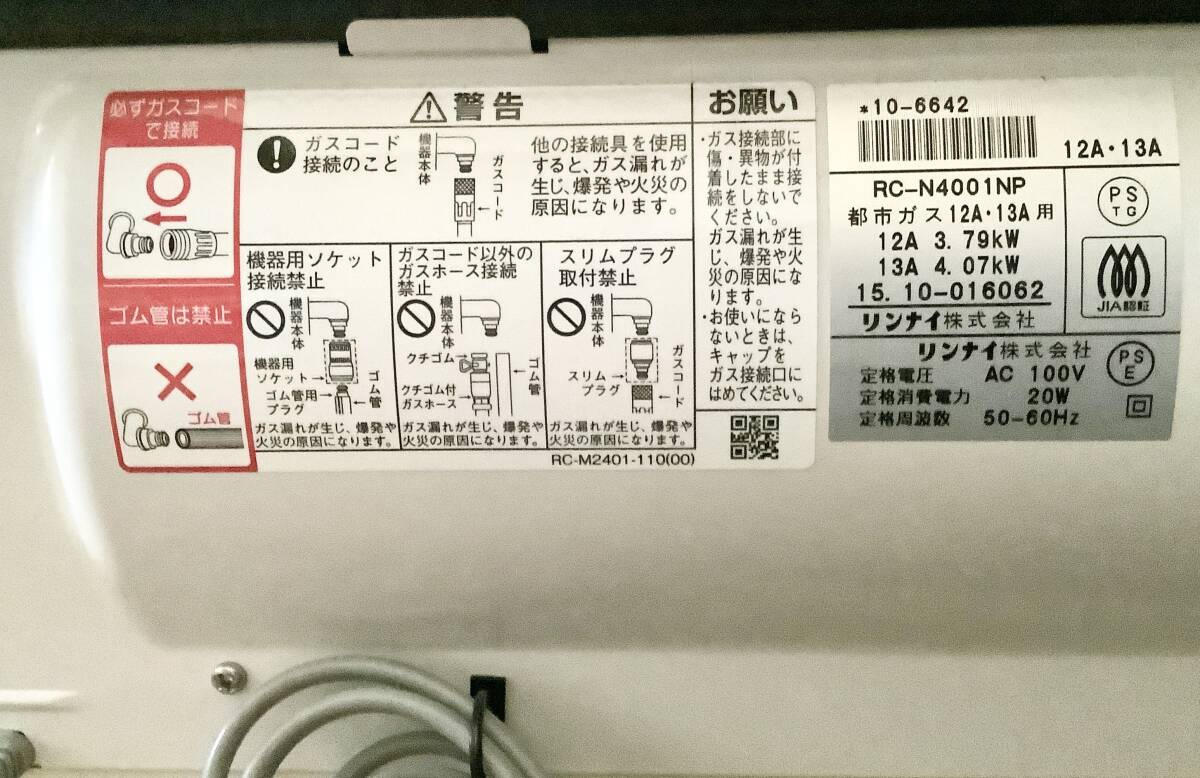 必ずガスコード
で接続
ゴム管は禁止
ゴム管
警告
ガスコード
接続のこと
機器本体
ガスコード
他の接続具を使用
すると、ガス漏れが
生じ、爆発や火災の
原因になります。
機器用ソケット
接続禁止
機器本体
機器用
ソケット
ゴム管用
プラグ
ゴム管
ガス漏れが生じ、爆発や
火災の原因になります。
ガスコード以外の
ガスホース接続
禁止
機器本体
クチゴム
クチゴム付
ガスホース
ゴム管
ガス漏れが生じ、爆発や
火災の原因になります。
スリムプラグ
取付禁止
機器本体
スリム
プラグ
ガスコード
ガス漏れが生じ、爆発や
火災の原因になります。
RC-M2401-110(00)
お願い
・ガス接続部に
傷・異物が付
着したまま接
続をしないで
ください。
ガス漏れが生
じ、爆発や火
災の原因にな
ります。
・お使いになら
ないときは、
キャップを
ガス接続口に
はめてください。
*10-6642
12A・13A
RC-N4001NP
都市ガス12A・13A用
12A 3.79kW
13A 4.07kW
15.10-016062
リンナイ株式会社
PS
TG
JIA認証
リンナイ株式会社
定格電圧 AC 100V
定格消費電力 20W
定格周波数 50-60Hz
PS
E